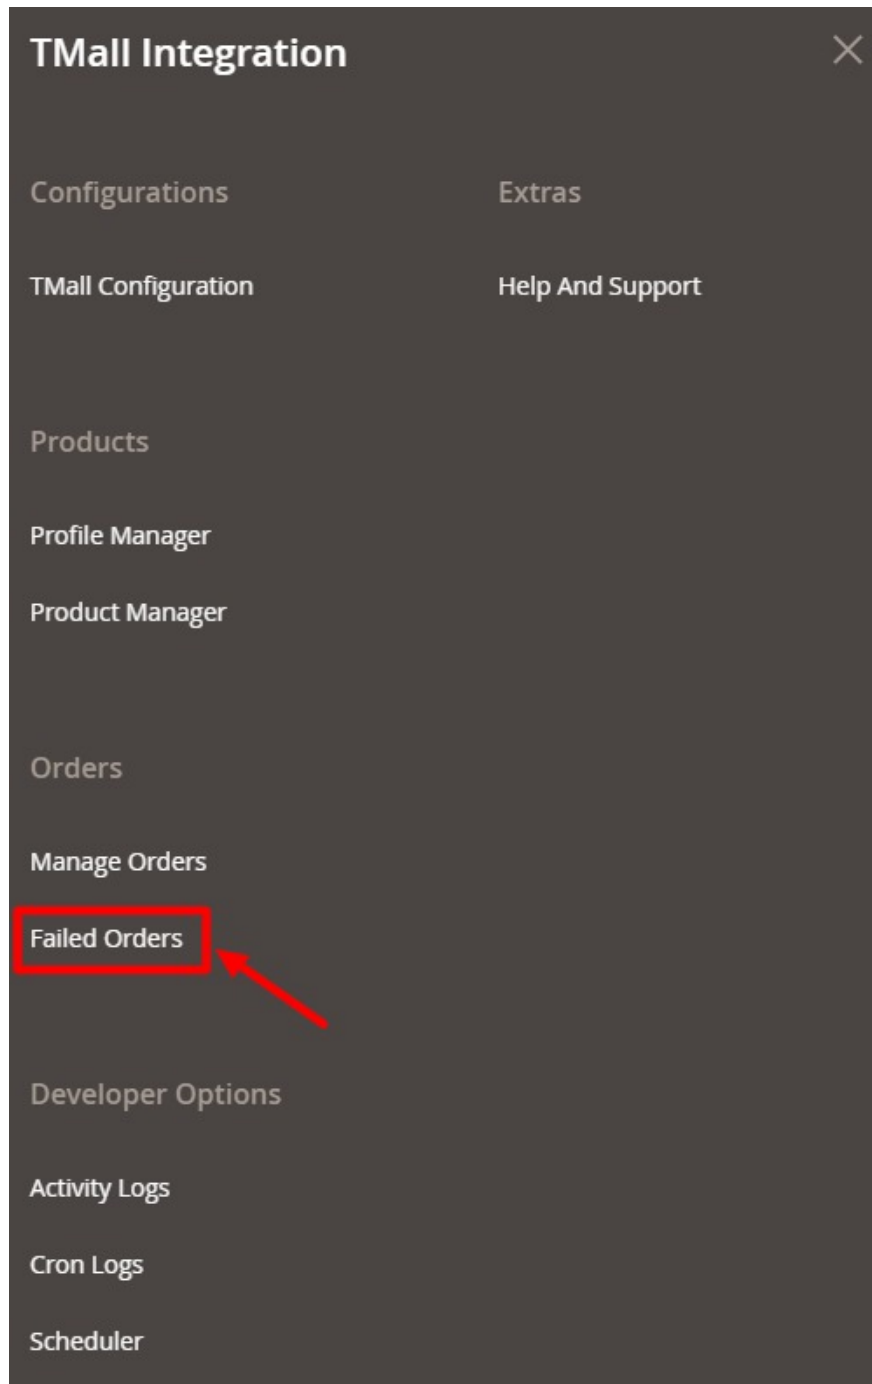 TMall Integration
Configurations
TMall Configuration
Extras
Help And Support
Products
Profile Manager
Product Manager
Orders
Manage Orders
Failed Orders
Developer Options
Activity Logs
Cron Logs
Scheduler